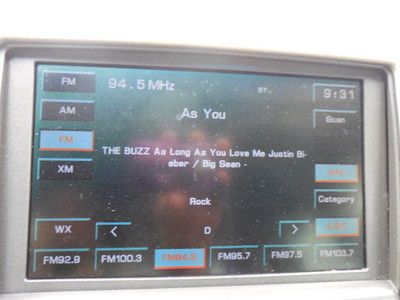 FM
94.5 MHz
ST
9:31
AM
As You
Scan
FM
THE BUZZ As Long As You Love Me Justin Bi-
eber / Big Sean -
XM
Info
Rock
Category
WX
<
D
>
FM92.9
FM100.3
FM94.5
FM95.7
FM97.5
FM103.7